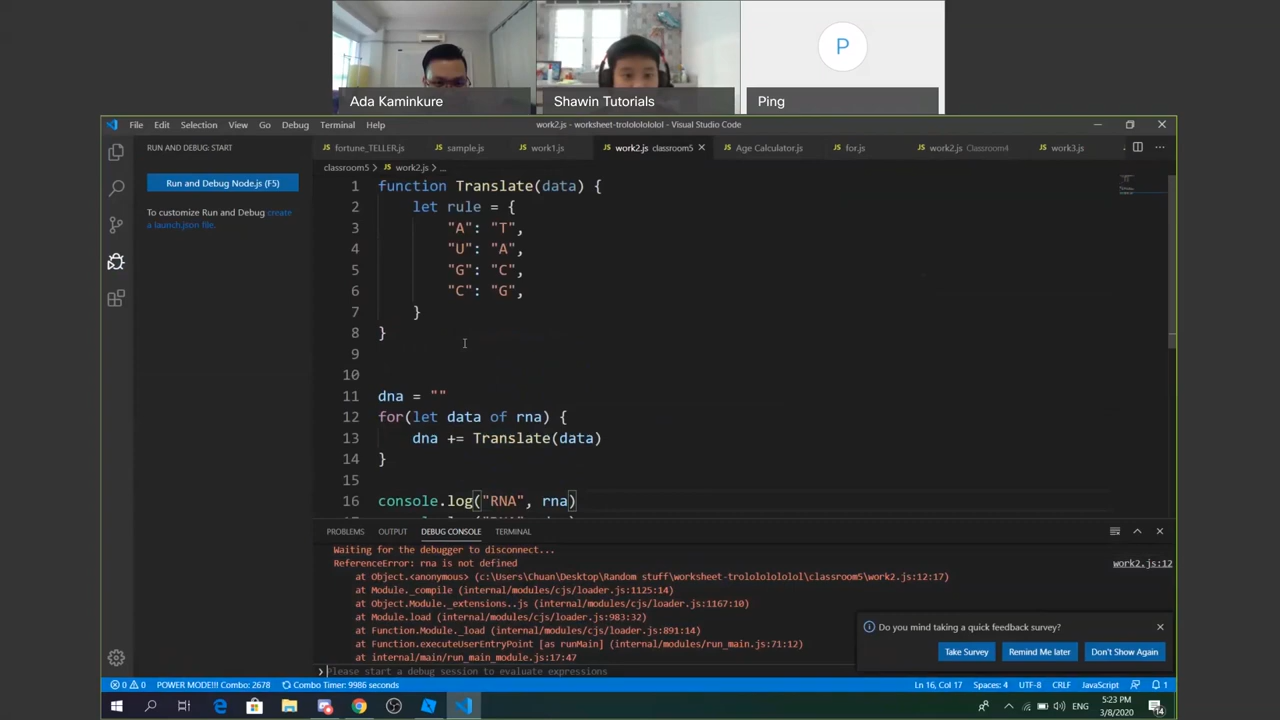 P
Ada Kaminkure
Shawin Tutorials
Ping
File Edit Selection View Go Debug Terminal Help
work2.js - worksheet-trolololololol - Visual Studio Code
RUN AND DEBUG: START
fortune_TELLER.js sample.js work1.js work2.js classroom5 Age Calculator.js for.js work2.js Classroom4 work3.js
classroom5 > work2.js > ...
Run and Debug Node.js (F5)
To customize Run and Debug create
a launch.json file.
1 function Translate(data) {
2 let rule = {
3 "A": "T",
4 "U": "A",
5 "G": "C",
6 "C": "G",
7 }
8 }
9
10
11 dna = ""
12 for(let data of rna) {
13 dna += Translate(data)
14 }
15
16 console.log("RNA", rna)
PROBLEMS OUTPUT DEBUG CONSOLE TERMINAL
Waiting for the debugger to disconnect...
ReferenceError: rna is not defined
work2.js:12
at Object.<anonymous> (c:\Users\Chuan\Desktop\Random stuff\worksheet-trolololololol\classroom5\work2.js:12:17)
at Module._compile (internal/modules/cjs/loader.js:1125:14)
at Object.Module._extensions..js (internal/modules/cjs/loader.js:1167:10)
at Module.load (internal/modules/cjs/loader.js:983:32)
at Function.Module._load (internal/modules/cjs/loader.js:891:14)
at Function.executeUserEntryPoint [as runMain] (internal/modules/run_main.js:71:12)
at internal/main/run_main_module.js:17:47
Do you mind taking a quick feedback survey?
Take Survey Remind Me later Don't Show Again
Please start a debug session to evaluate expressions
0 0 POWER MODE!!! Combo: 2678 Combo Timer: 9986 seconds
Ln 16, Col 17 Spaces: 4 UTF-8 CRLF JavaScript 1
ENG
5:23 PM
3/8/2020
14